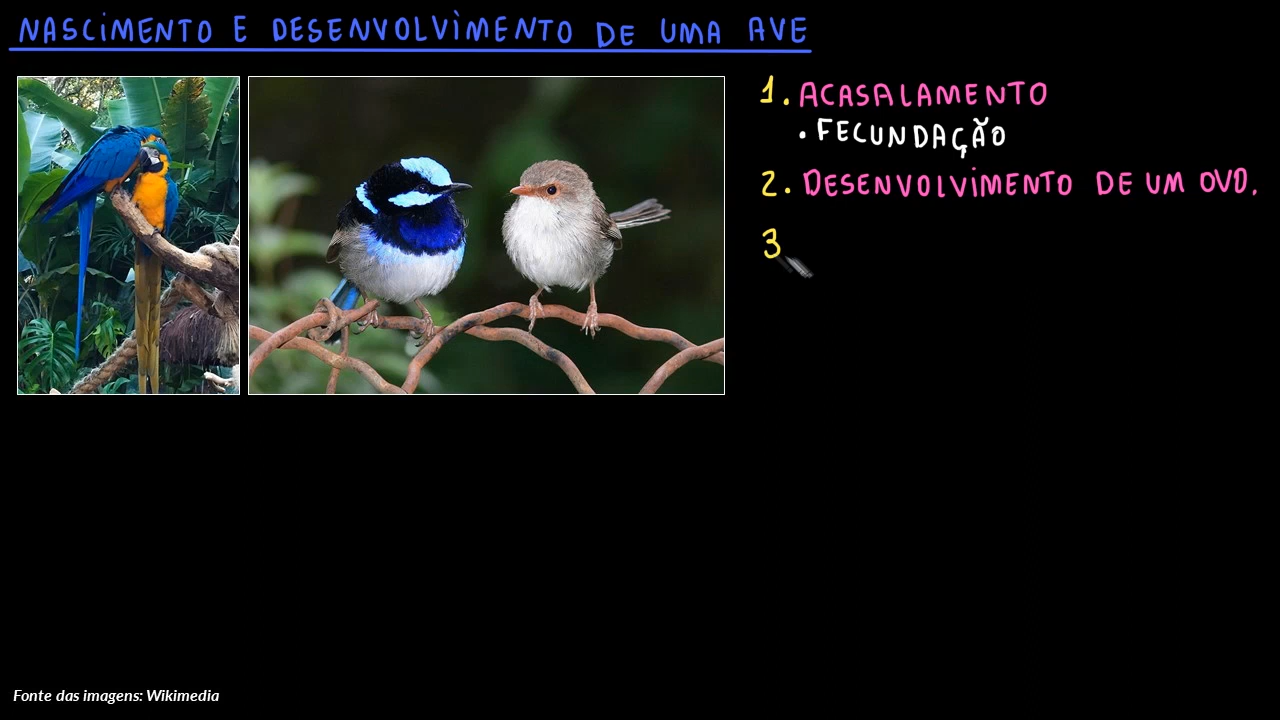 NASCIMENTO E DESENVOLVIMENTO DE UMA AVE
1. ACASALAMENTO
• FECUNDAÇÃO
2. DESENVOLVIMENTO DE UM OVO.
3
Fonte das imagens: Wikimedia